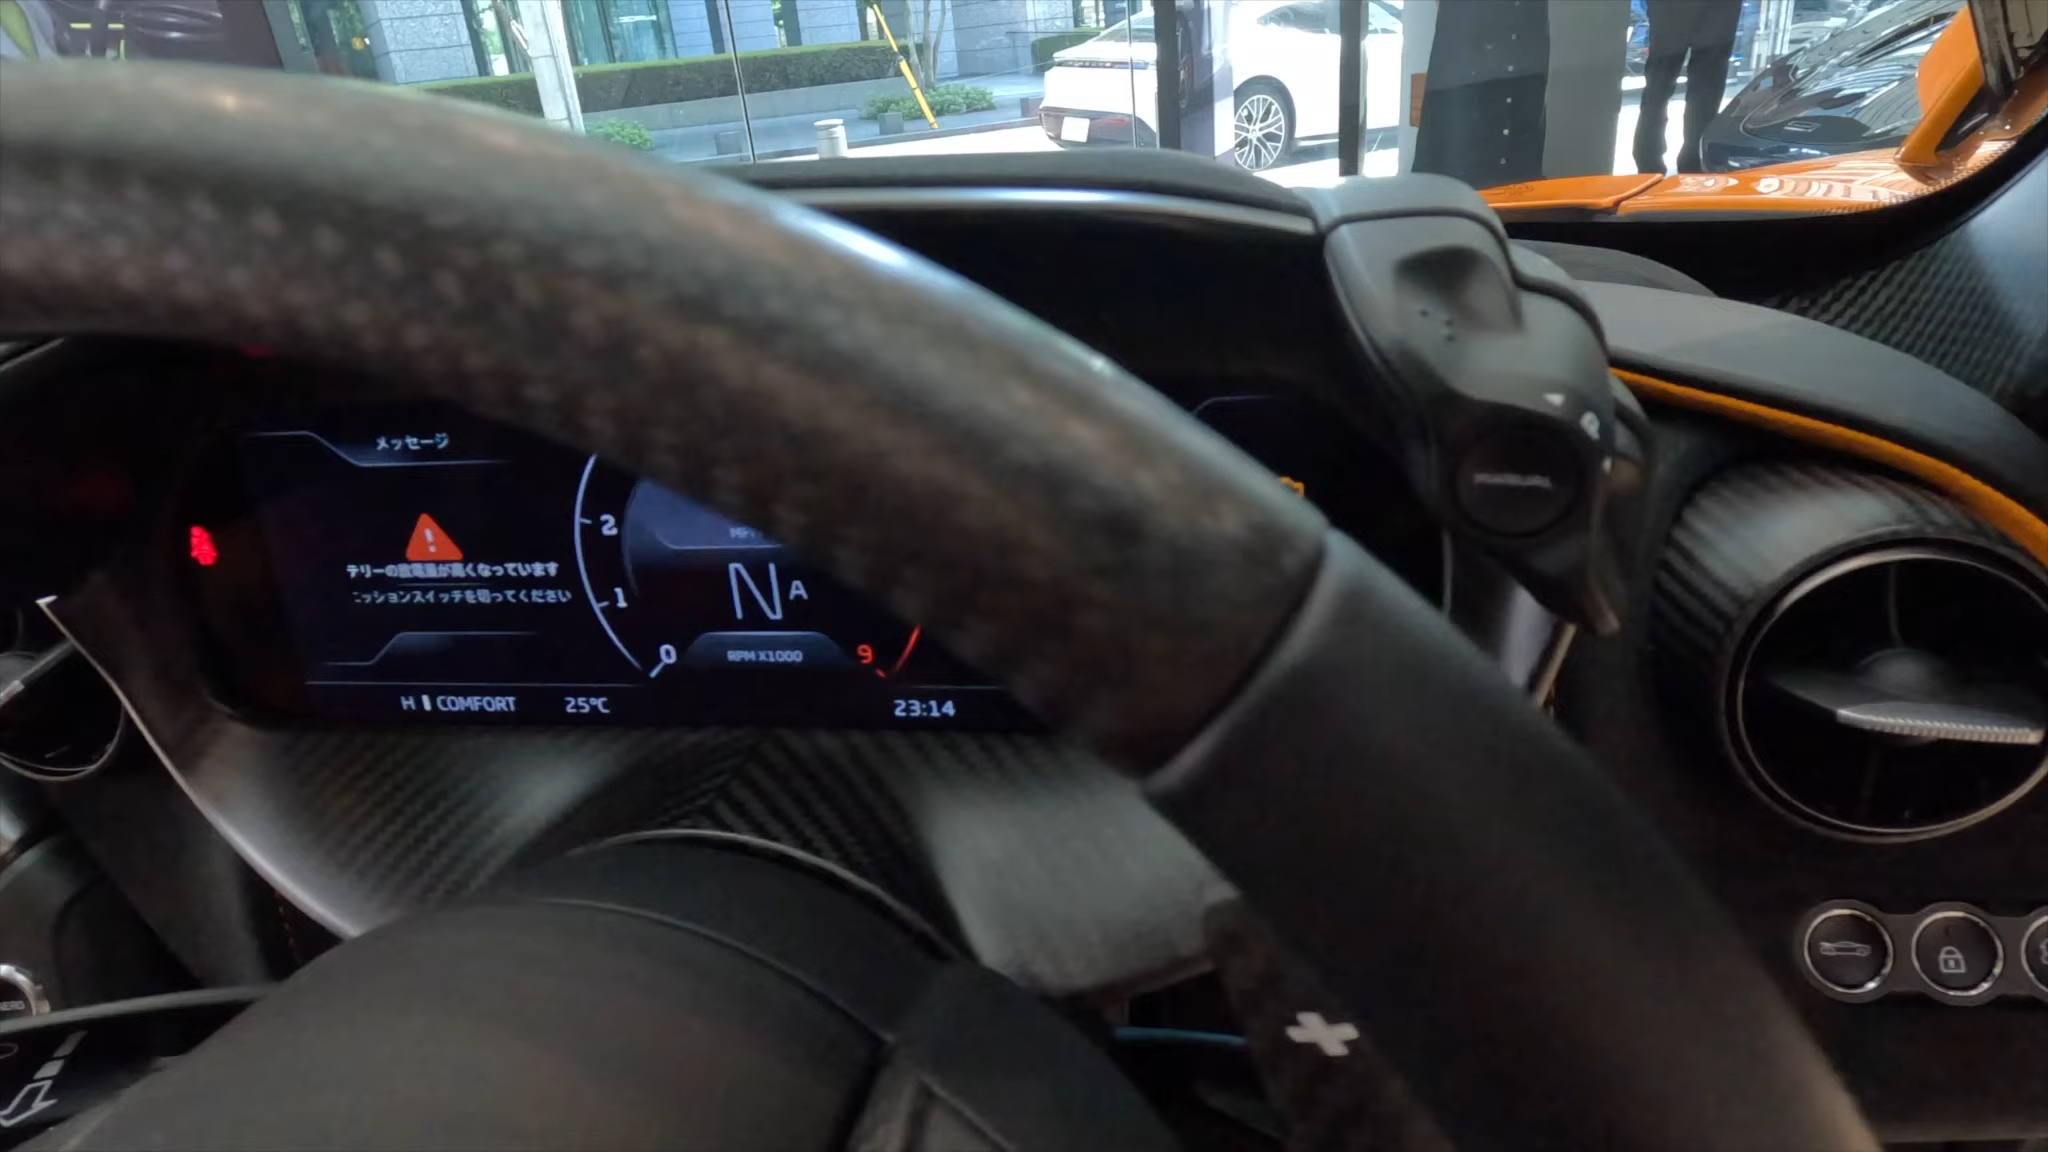 メッセージ
テリーの放電量が高くなっています
ニッションスイッチを切ってください
2
1
0
N A
RPM X1000
9
H COMFORT 25°C 23:14